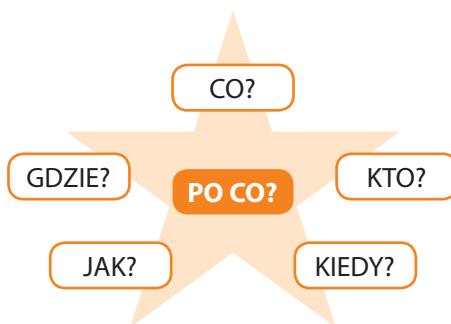 CO?
GDZIE?
PO CO?
KTO?
JAK?
KIEDY?